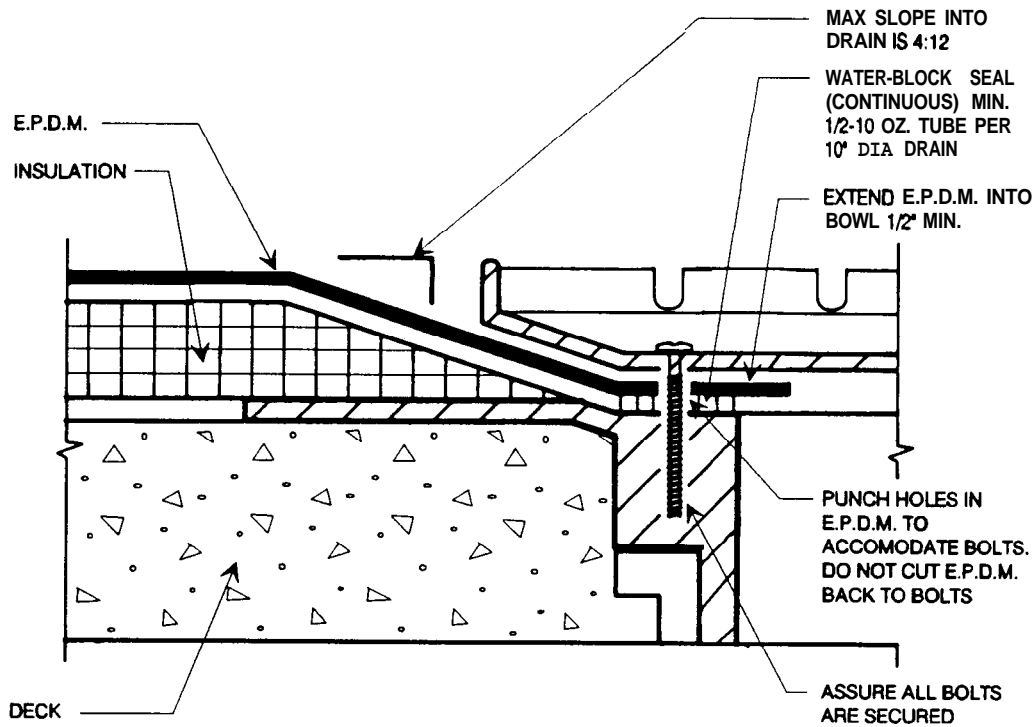 MAX SLOPE INTO
DRAIN IS 4:12
WATER-BLOCK SEAL
(CONTINUOUS) MIN.
1/2-10 OZ. TUBE PER
10" DIA DRAIN
E.P.D.M.
INSULATION
EXTEND E.P.D.M. INTO
BOWL 1/2" MIN.
PUNCH HOLES IN
E.P.D.M. TO
ACCOMODATE BOLTS.
DO NOT CUT E.P.D.M.
BACK TO BOLTS
DECK
ASSURE ALL BOLTS
ARE SECURED